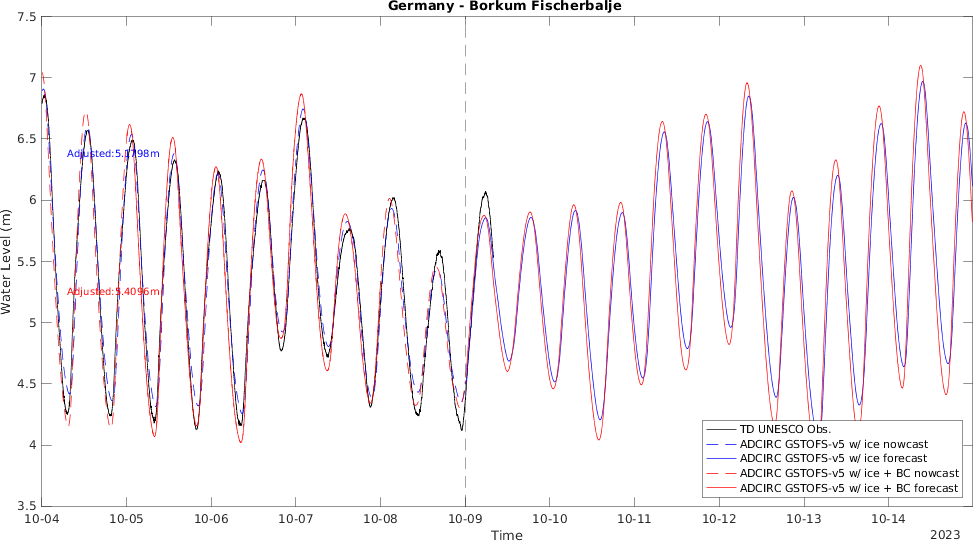 Germany - Borkum Fischerbalje
7.5
7
6.5
6
5.5
5
4.5
4
3.5
Water Level (m)
Adjusted:5.3798m
Adjusted:5.4096m
TD UNESCO Obs.
ADCIRC GSTOFS-v5 w/ ice nowcast
ADCIRC GSTOFS-v5 w/ ice forecast
ADCIRC GSTOFS-v5 w/ ice + BC nowcast
ADCIRC GSTOFS-v5 w/ ice + BC forecast
10-04 10-05 10-06 10-07 10-08 10-09 10-10 10-11 10-12 10-13 10-14
Time
2023